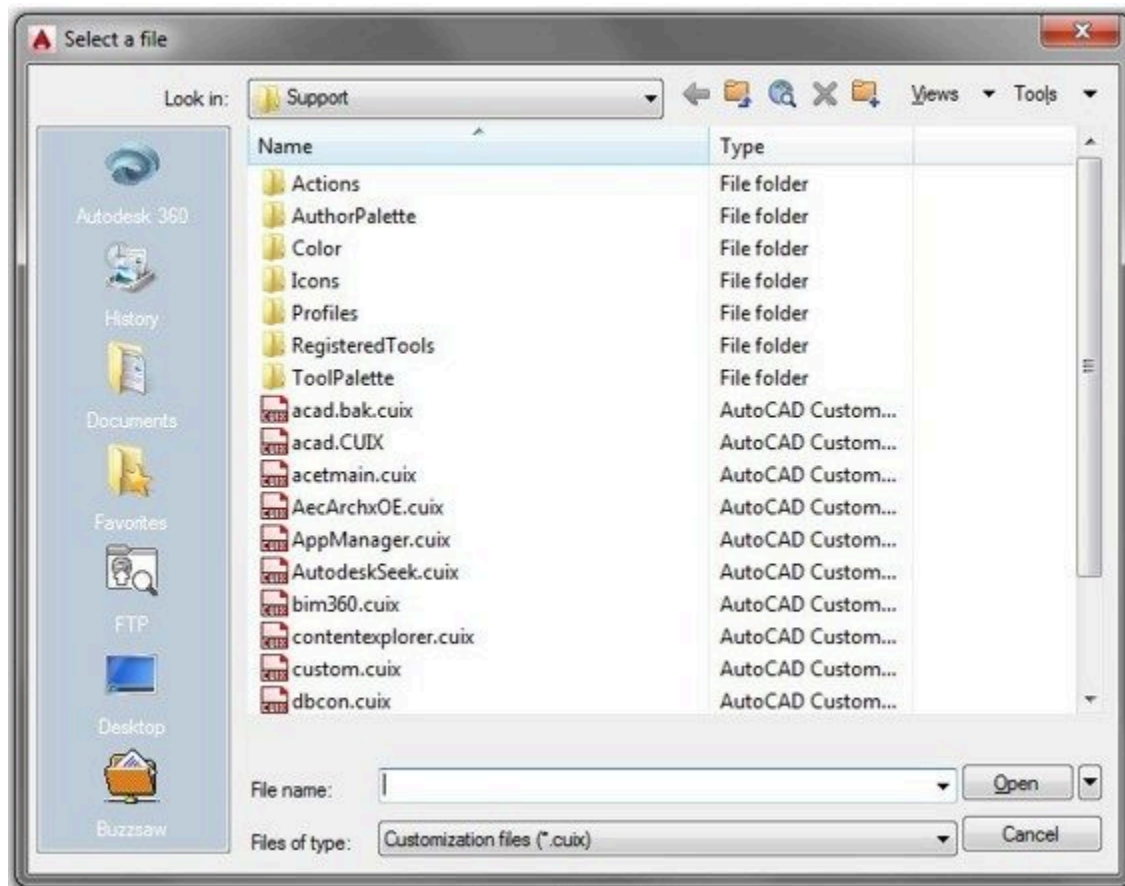 Select a file
Look in: Support Views Tools
Name Type
Autodesk 360
History
Documents
Favorites
FTP
Desktop
Buzzsaw
Actions File folder
AuthorPalette File folder
Color File folder
Icons File folder
Profiles File folder
RegisteredTools File folder
ToolPalette File folder
acad.bak.cuix AutoCAD Custom...
acad.CUIX AutoCAD Custom...
acetmain.cuix AutoCAD Custom...
AecArchxOE.cuix AutoCAD Custom...
AppManager.cuix AutoCAD Custom...
AutodeskSeek.cuix AutoCAD Custom...
bim360.cuix AutoCAD Custom...
contentexplorer.cuix AutoCAD Custom...
custom.cuix AutoCAD Custom...
dbcon.cuix AutoCAD Custom...
File name: Open
Files of type: Customization files (*.cuix) Cancel